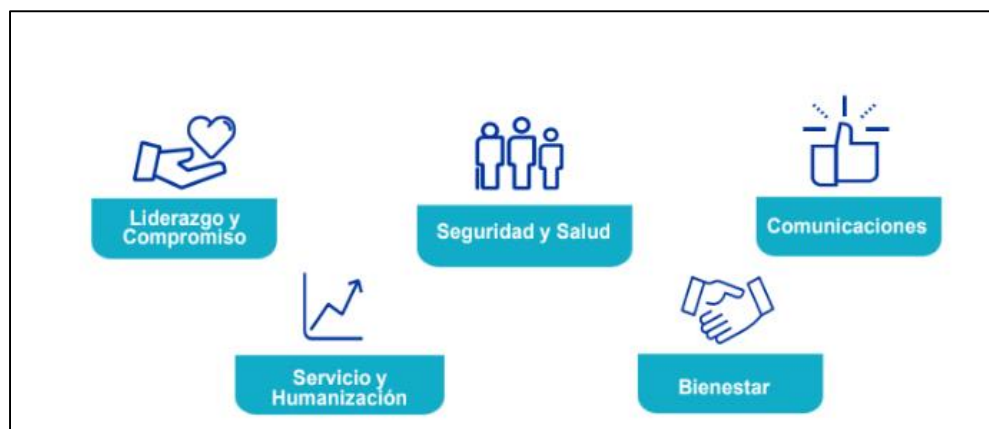 Liderazgo y
Compromiso
Seguridad y Salud
Comunicaciones
Servicio y
Humanización
Bienestar